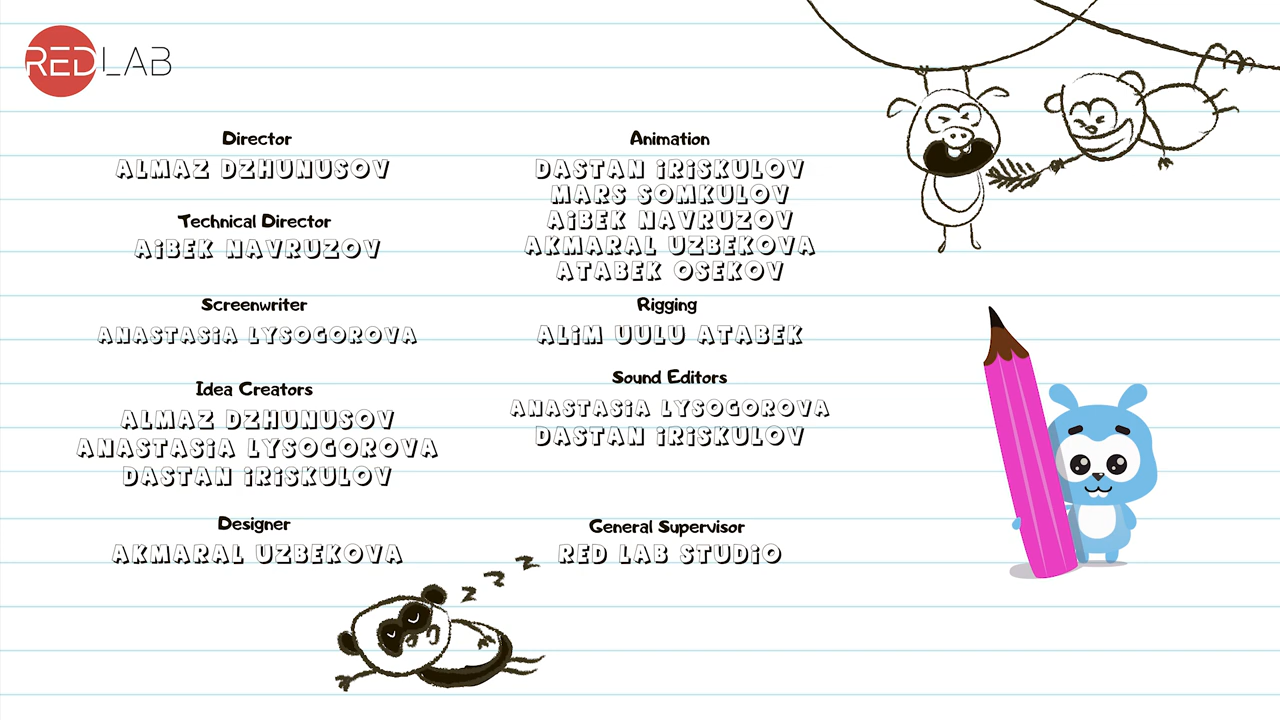 REDLAB
Director
ALMAZ DZHUNUSOV
Technical Director
AiBEK NAVRUZOV
Screenwriter
ANASTASiA LYSOGOROVA
Idea Creators
ALMAZ DZHUNUSOV
ANASTASiA LYSOGOROVA
DASTAN iRiSKULOV
Designer
AKMARAL UZBEKOVA
Animation
DASTAN iRiSKULOV
MARS SOMKULOV
AiBEK NAVRUZOV
AKMARAL UZBEKOVA
ATABEK OSEKOV
Rigging
ALiM UULU ATABEK
Sound Editors
ANASTASiA LYSOGOROVA
DASTAN iRiSKULOV
General Supervisor
RED LAB STUDiO
z z z